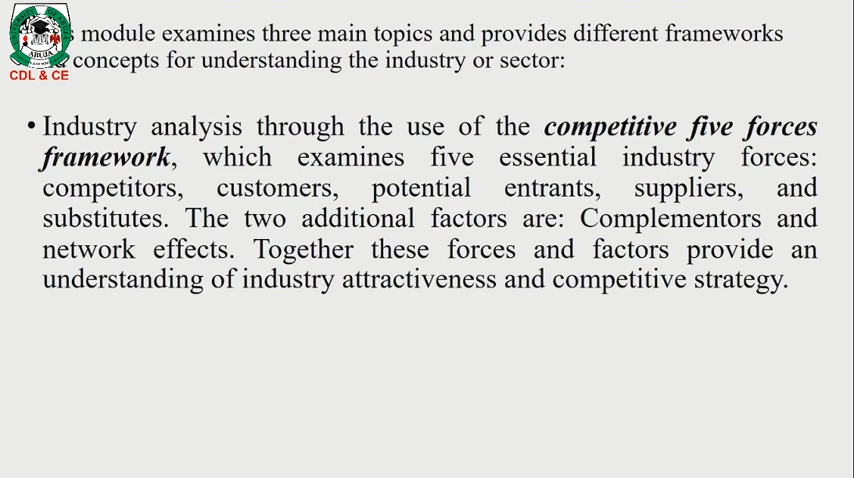 s module examines three main topics and provides different frameworks
concepts for understanding the industry or sector:
• Industry analysis through the use of the competitive five forces
framework, which examines five essential industry forces:
competitors, customers, potential entrants, suppliers, and
substitutes. The two additional factors are: Complementors and
network effects. Together these forces and factors provide an
understanding of industry attractiveness and competitive strategy.
ABUJA
CDL & CE